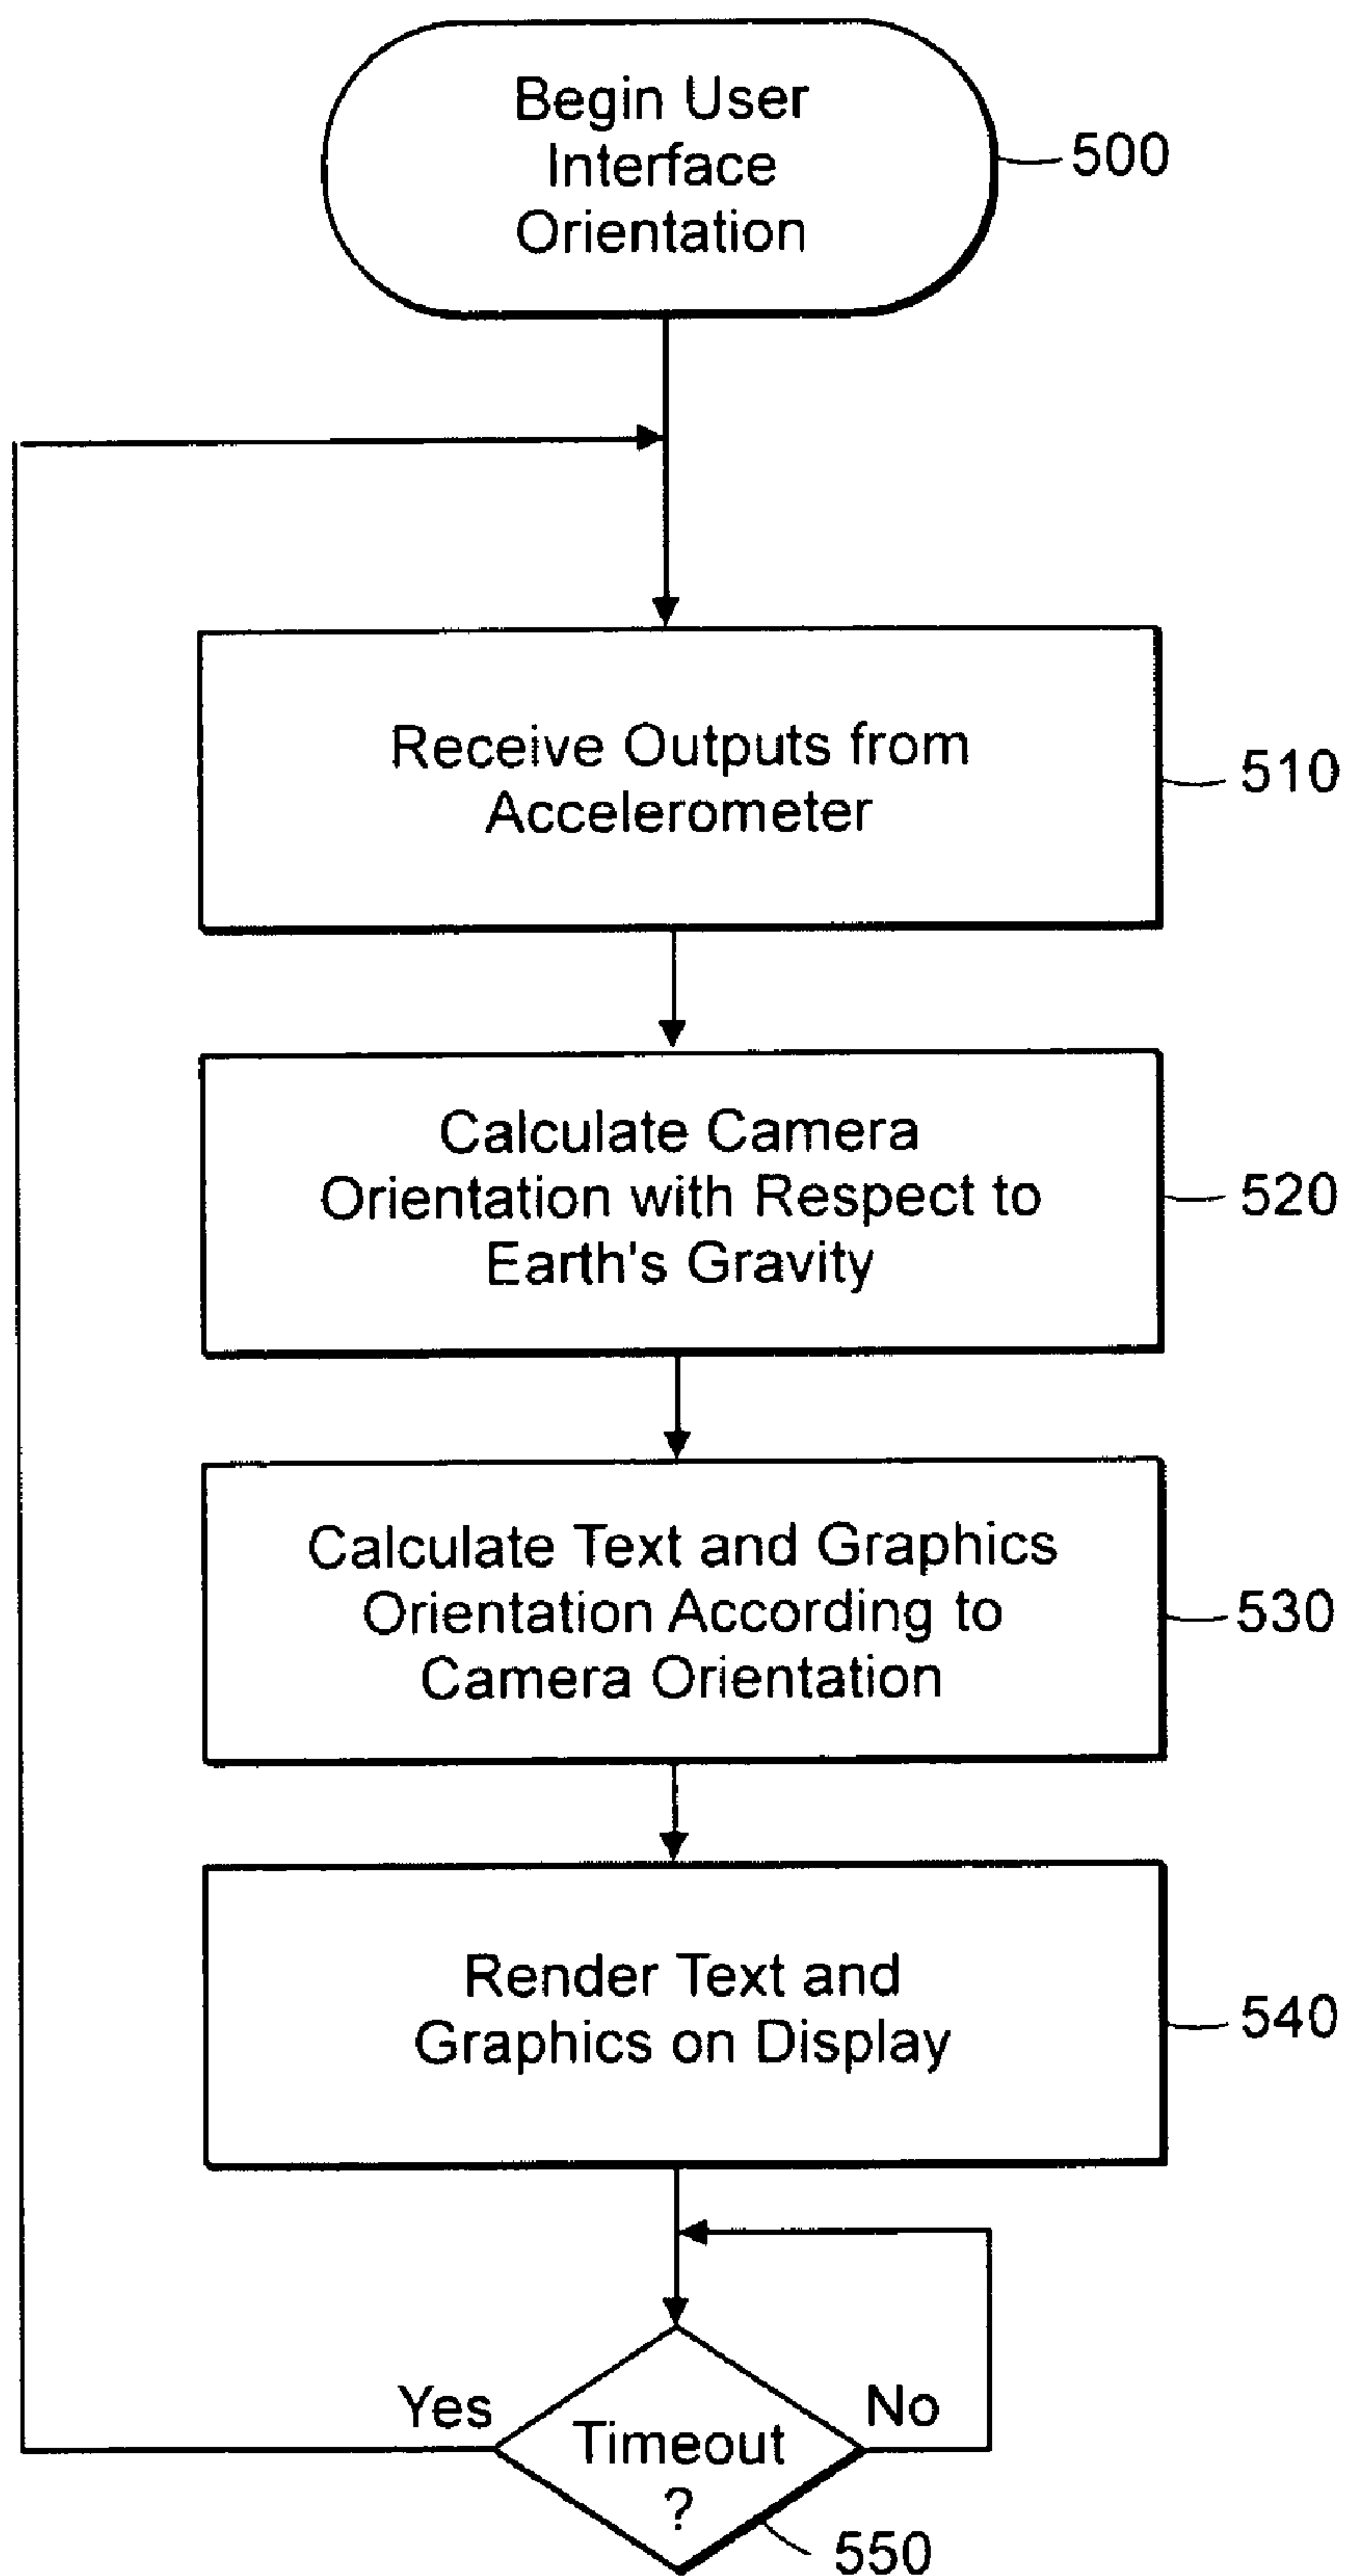 Begin User
Interface
Orientation
500
Receive Outputs from
Accelerometer
510
Calculate Camera
Orientation with Respect to
Earth's Gravity
520
Calculate Text and Graphics
Orientation According to
Camera Orientation
530
Render Text and
Graphics on Display
540
Yes
No
Timeout
?
550